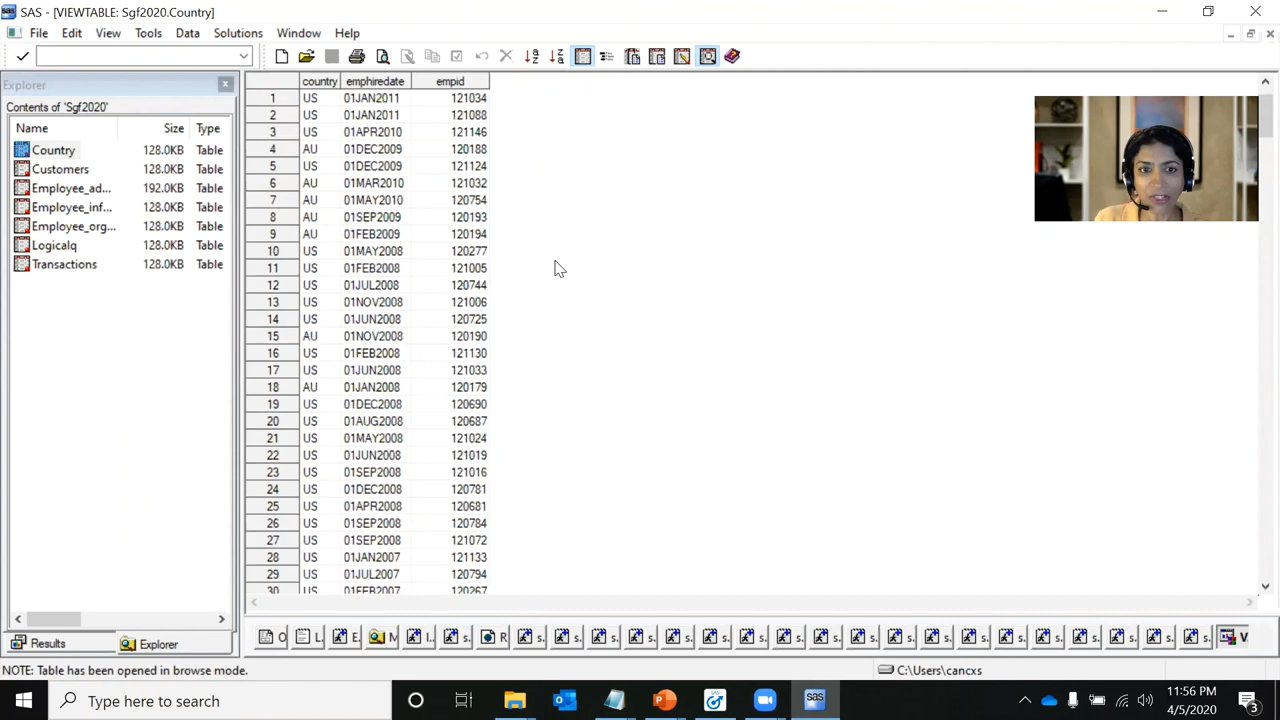 SAS - [VIEWTABLE: Sgf2020.Country]
File Edit View Tools Data Solutions Window Help
Explorer
Contents of 'Sgf2020'
Name Size Type
Country 128.0KB Table
Customers 128.0KB Table
Employee_ad... 192.0KB Table
Employee_inf... 128.0KB Table
Employee_org... 128.0KB Table
Logicalq 128.0KB Table
Transactions 128.0KB Table
country emphiredate empid
1 US 01JAN2011 121034
2 US 01JAN2011 121088
3 US 01APR2010 121146
4 AU 01DEC2009 120188
5 US 01DEC2009 121124
6 AU 01MAR2010 121032
7 AU 01MAY2010 120754
8 AU 01SEP2009 120193
9 AU 01FEB2009 120194
10 US 01MAY2008 120277
11 US 01FEB2008 121005
12 US 01JUL2008 120744
13 US 01NOV2008 121006
14 US 01JUN2008 120725
15 AU 01NOV2008 120190
16 US 01FEB2008 121130
17 US 01JUN2008 121033
18 AU 01JAN2008 120179
19 US 01DEC2008 120690
20 US 01AUG2008 120687
21 US 01MAY2008 121024
22 US 01JUN2008 121019
23 US 01SEP2008 121016
24 US 01DEC2008 120781
25 US 01APR2008 120681
26 US 01SEP2008 120784
27 US 01SEP2008 121072
28 US 01JAN2007 121133
29 US 01JUL2007 120794
30 US 01FEB2007 120267
Results Explorer
O L. E. M I. s. R s. s. s. s. s. s. s. s. s. s. s. s. s. s. s. s. s. s. s. V
NOTE: Table has been opened in browse mode.
C:\Users\cancxs
Type here to search
sas
11:56 PM
4/5/2020
3